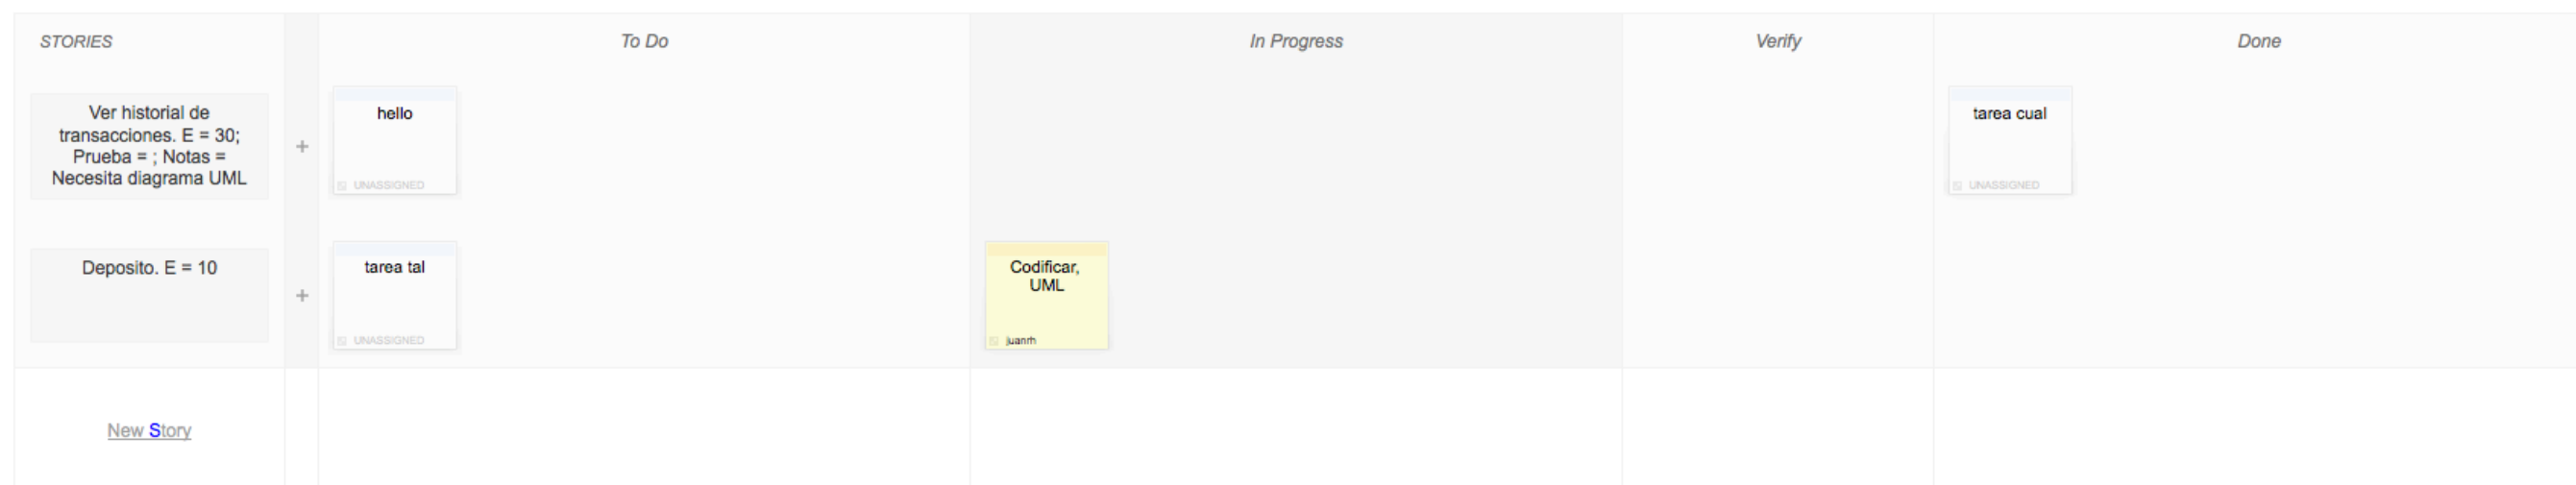 STORIES
To Do
In Progress
Verify
Done
Ver historial de
transacciones. E = 30;
Prueba = ; Notas =
Necesita diagrama UML
+
hello
UNASSIGNED
tarea cual
UNASSIGNED
Deposito. E = 10
+
tarea tal
UNASSIGNED
Codificar,
UML
juanrh
New Story